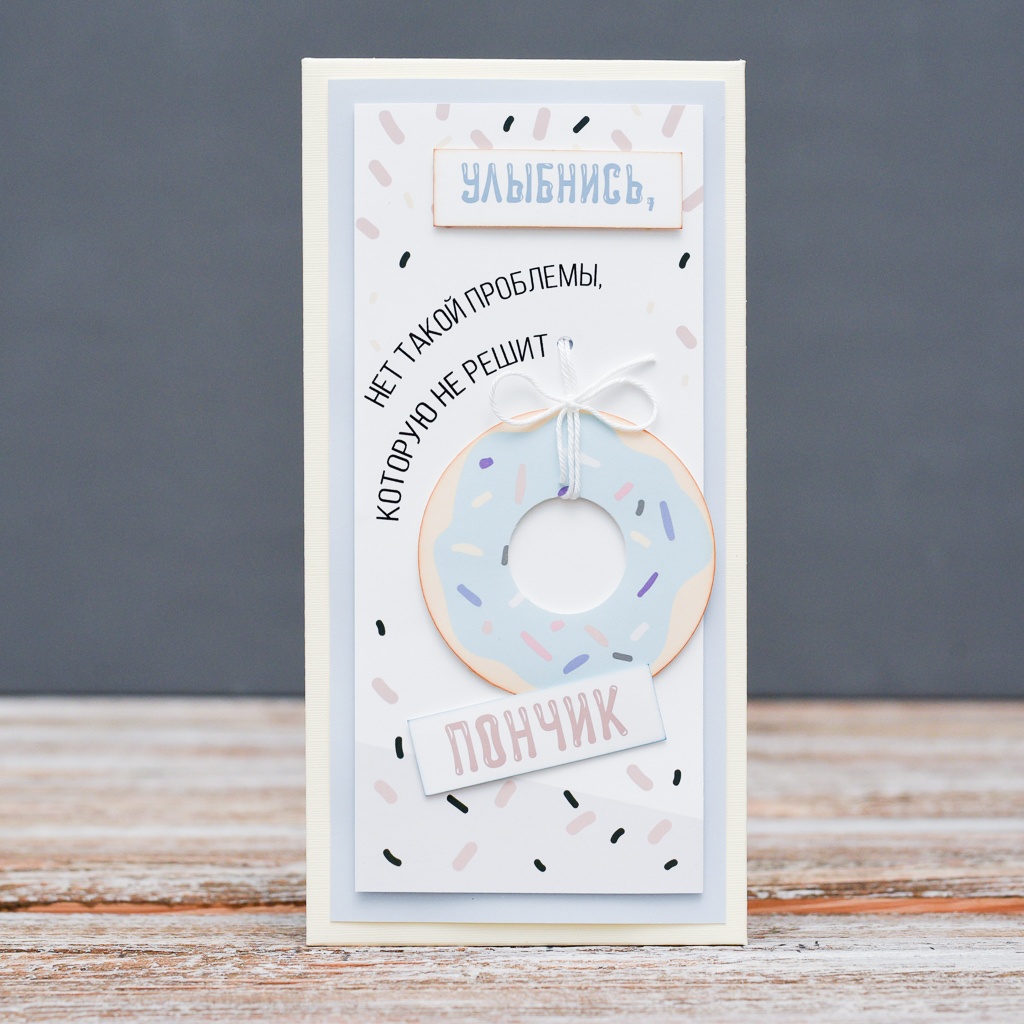 УЛЫБНИСЬ,
НЕТ ТАКОЙ ПРОБЛЕМЫ,
КОТОРУЮ НЕ РЕШИТ
ПОНЧИК